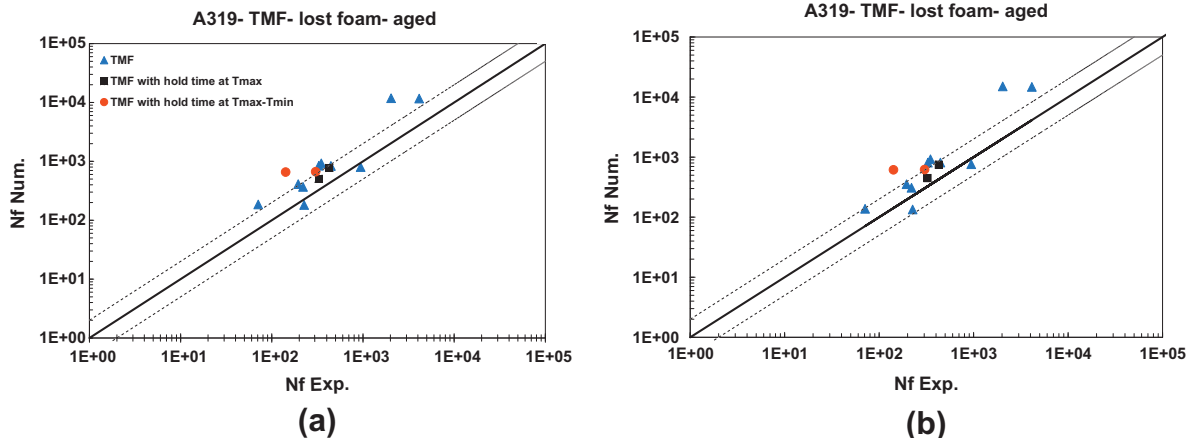 A319- TMF- lost foam- aged
1E+05
1E+04
1E+03
1E+02
1E+01
1E+00
Nf Num.
TMF
TMF with hold time at Tmax
TMF with hold time at Tmax-Tmin
1E+00 1E+01 1E+02 1E+03 1E+04 1E+05
Nf Exp.
(a)
A319- TMF- lost foam- aged
1E+05
1E+04
1E+03
1E+02
1E+01
1E+00
Nf Num.
1E+00 1E+01 1E+02 1E+03 1E+04 1E+05
Nf Exp.
(b)